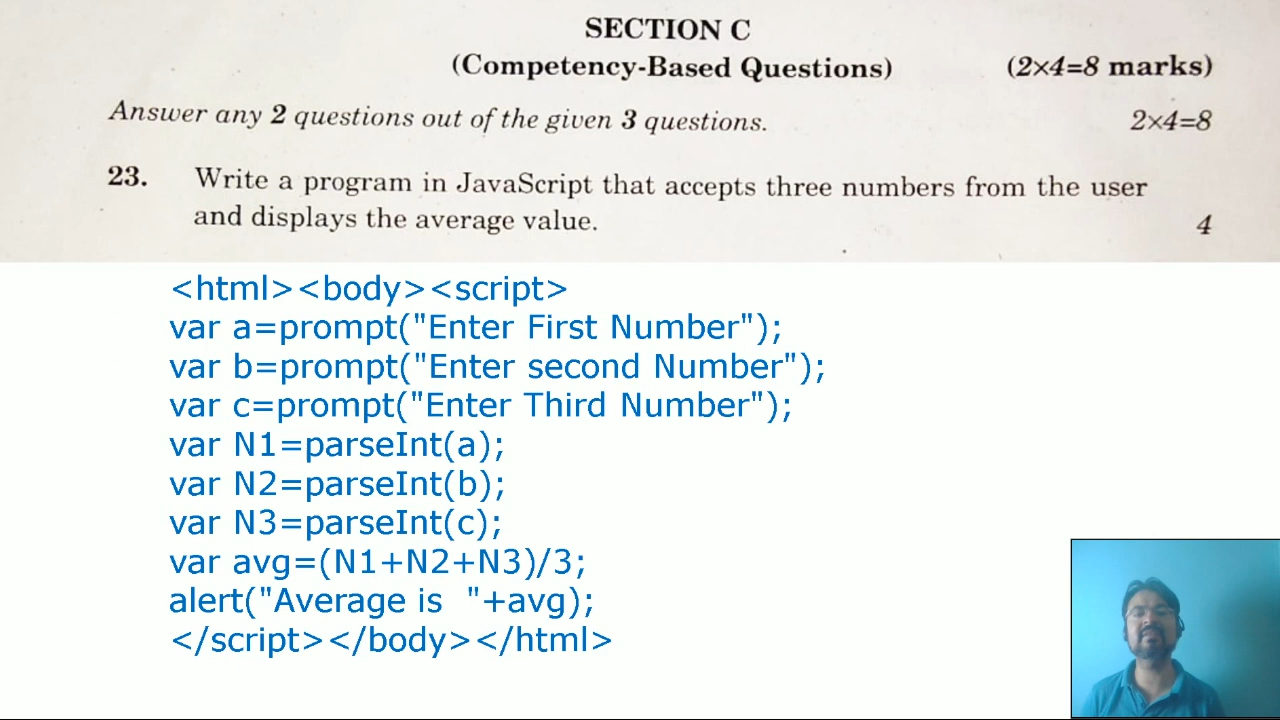 SECTION C
(Competency-Based Questions) (2×4=8 marks)
Answer any 2 questions out of the given 3 questions. 2×4=8
23. Write a program in JavaScript that accepts three numbers from the user
and displays the average value. 4
<html><body><script>
var a=prompt("Enter First Number");
var b=prompt("Enter second Number");
var c=prompt("Enter Third Number");
var N1=parseInt(a);
var N2=parseInt(b);
var N3=parseInt(c);
var avg=(N1+N2+N3)/3;
alert("Average is  "+avg);
</script></body></html>